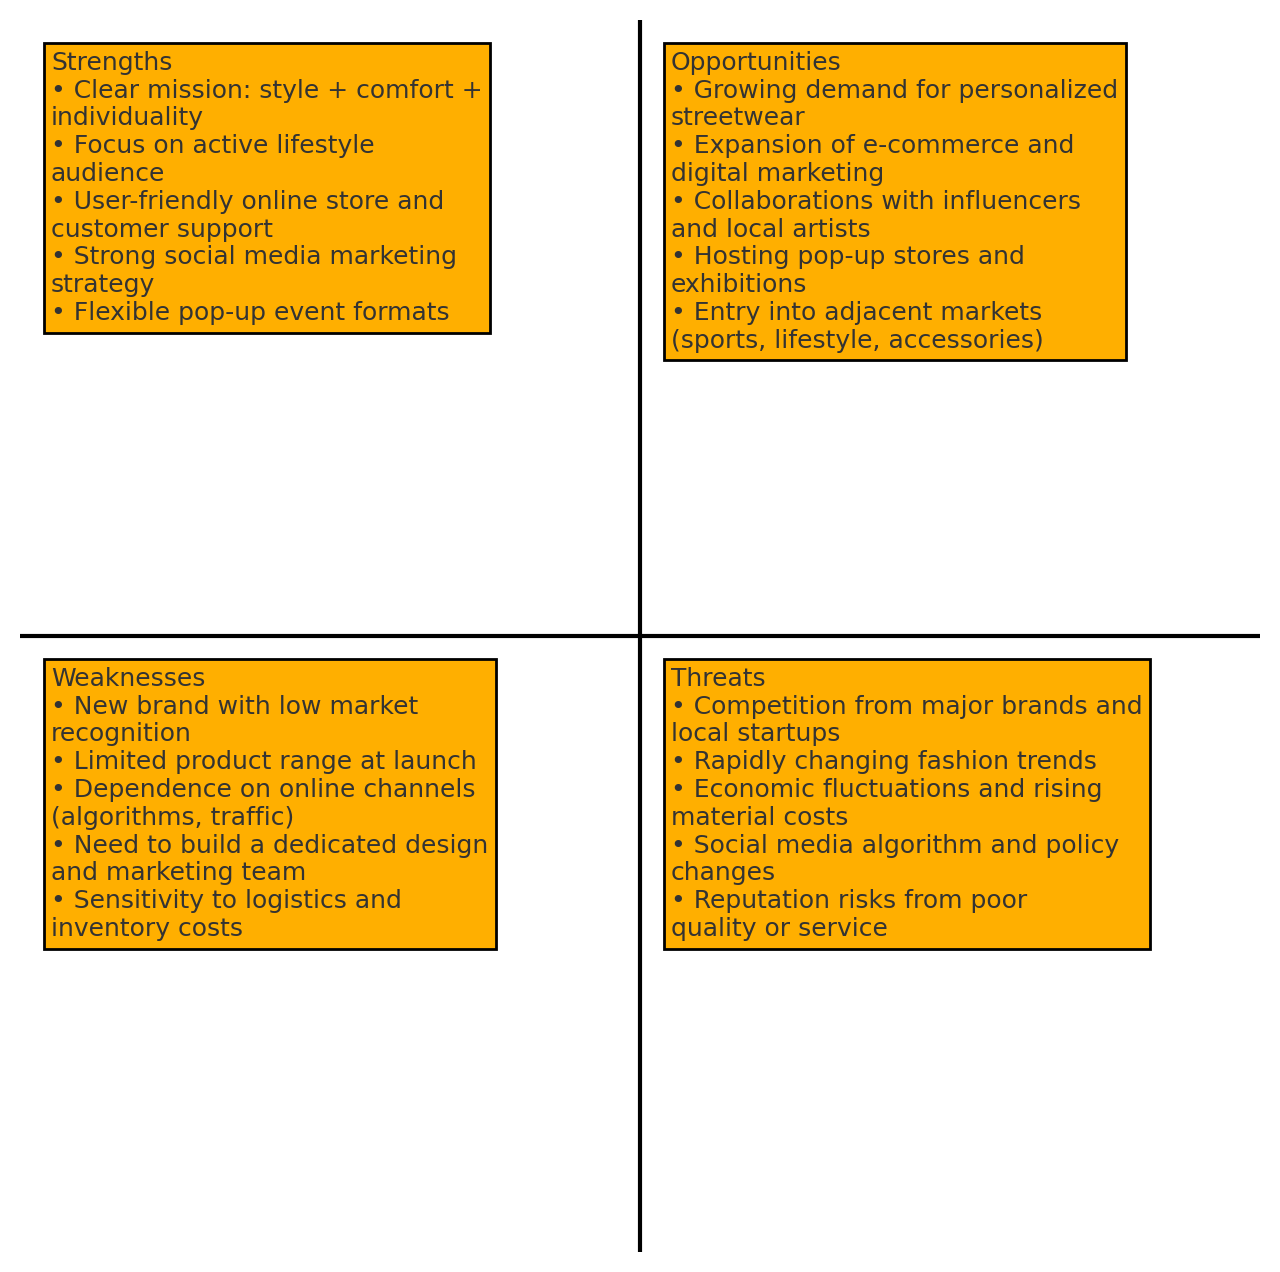 Strengths
• Clear mission: style + comfort +
individuality
• Focus on active lifestyle
audience
• User-friendly online store and
customer support
• Strong social media marketing
strategy
• Flexible pop-up event formats
Opportunities
• Growing demand for personalized
streetwear
• Expansion of e-commerce and
digital marketing
• Collaborations with influencers
and local artists
• Hosting pop-up stores and
exhibitions
• Entry into adjacent markets
(sports, lifestyle, accessories)
Weaknesses
• New brand with low market
recognition
• Limited product range at launch
• Dependence on online channels
(algorithms, traffic)
• Need to build a dedicated design
and marketing team
• Sensitivity to logistics and
inventory costs
Threats
• Competition from major brands and
local startups
• Rapidly changing fashion trends
• Economic fluctuations and rising
material costs
• Social media algorithm and policy
changes
• Reputation risks from poor
quality or service